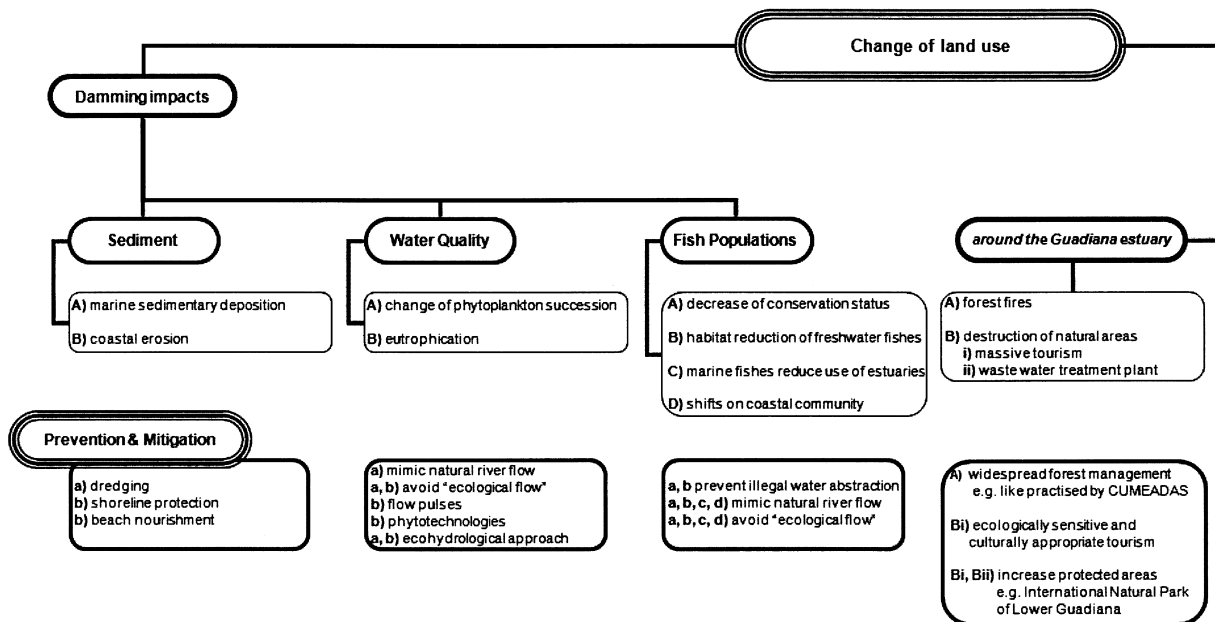 Change of land use
Damming impacts
Sediment
Water Quality
Fish Populations
around the Guadiana estuary
A) marine sedimentary deposition
B) coastal erosion
A) change of phytoplankton succession
B) eutrophication
A) decrease of conservation status
B) habitat reduction of freshwater fishes
C) marine fishes reduce use of estuaries
D) shifts on coastal community
A) forest fires
B) destruction of natural areas
i) massive tourism
ii) waste water treatment plant
Prevention & Mitigation
a) dredging
b) shoreline protection
b) beach nourishment
a) mimic natural river flow
a, b) avoid "ecological flow"
b) flow pulses
b) phytotechnologies
a, b) ecohydrological approach
a, b prevent illegal water abstraction
a, b, c, d) mimic natural river flow
a, b, c, d) avoid "ecological flow"
A) widespread forest management
e.g. like practised by CUMEADAS
Bi) ecologically sensitive and
culturally appropriate tourism
Bi, Bii) increase protected areas
e.g. International Natural Park
of Lower Guadiana